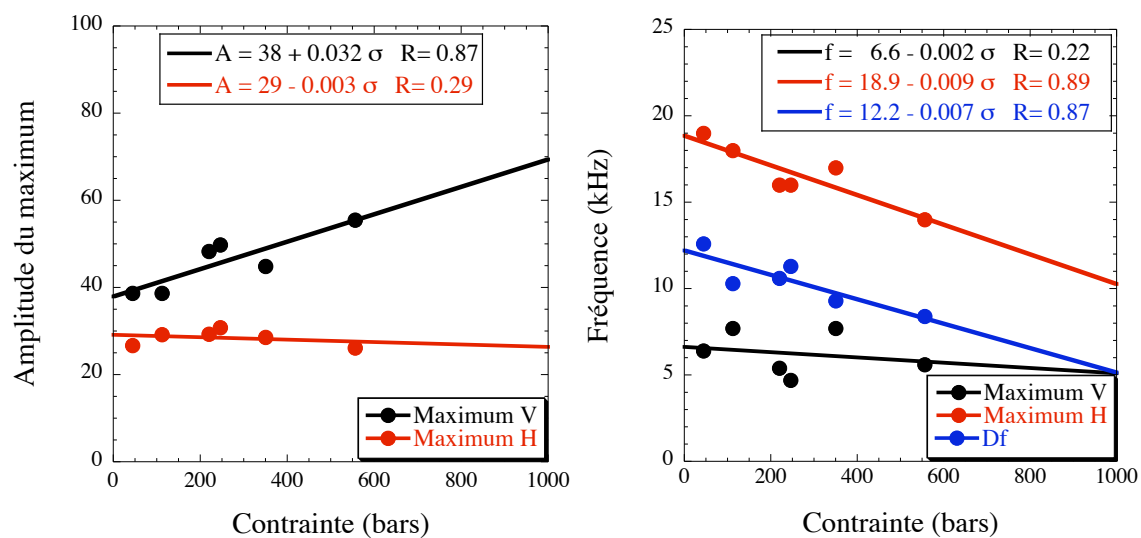 100
80
60
40
20
0
0
200
400
600
800
1000
Amplitude du maximum
Contrainte (bars)
A = 38 + 0.032 σ R= 0.87
A = 29 - 0.003 σ R= 0.29
Maximum V
Maximum H
25
20
15
10
5
0
0
200
400
600
800
1000
Fréquence (kHz)
Contrainte (bars)
f = 6.6 - 0.002 σ R= 0.22
f = 18.9 - 0.009 σ R= 0.89
f = 12.2 - 0.007 σ R= 0.87
Maximum V
Maximum H
Df